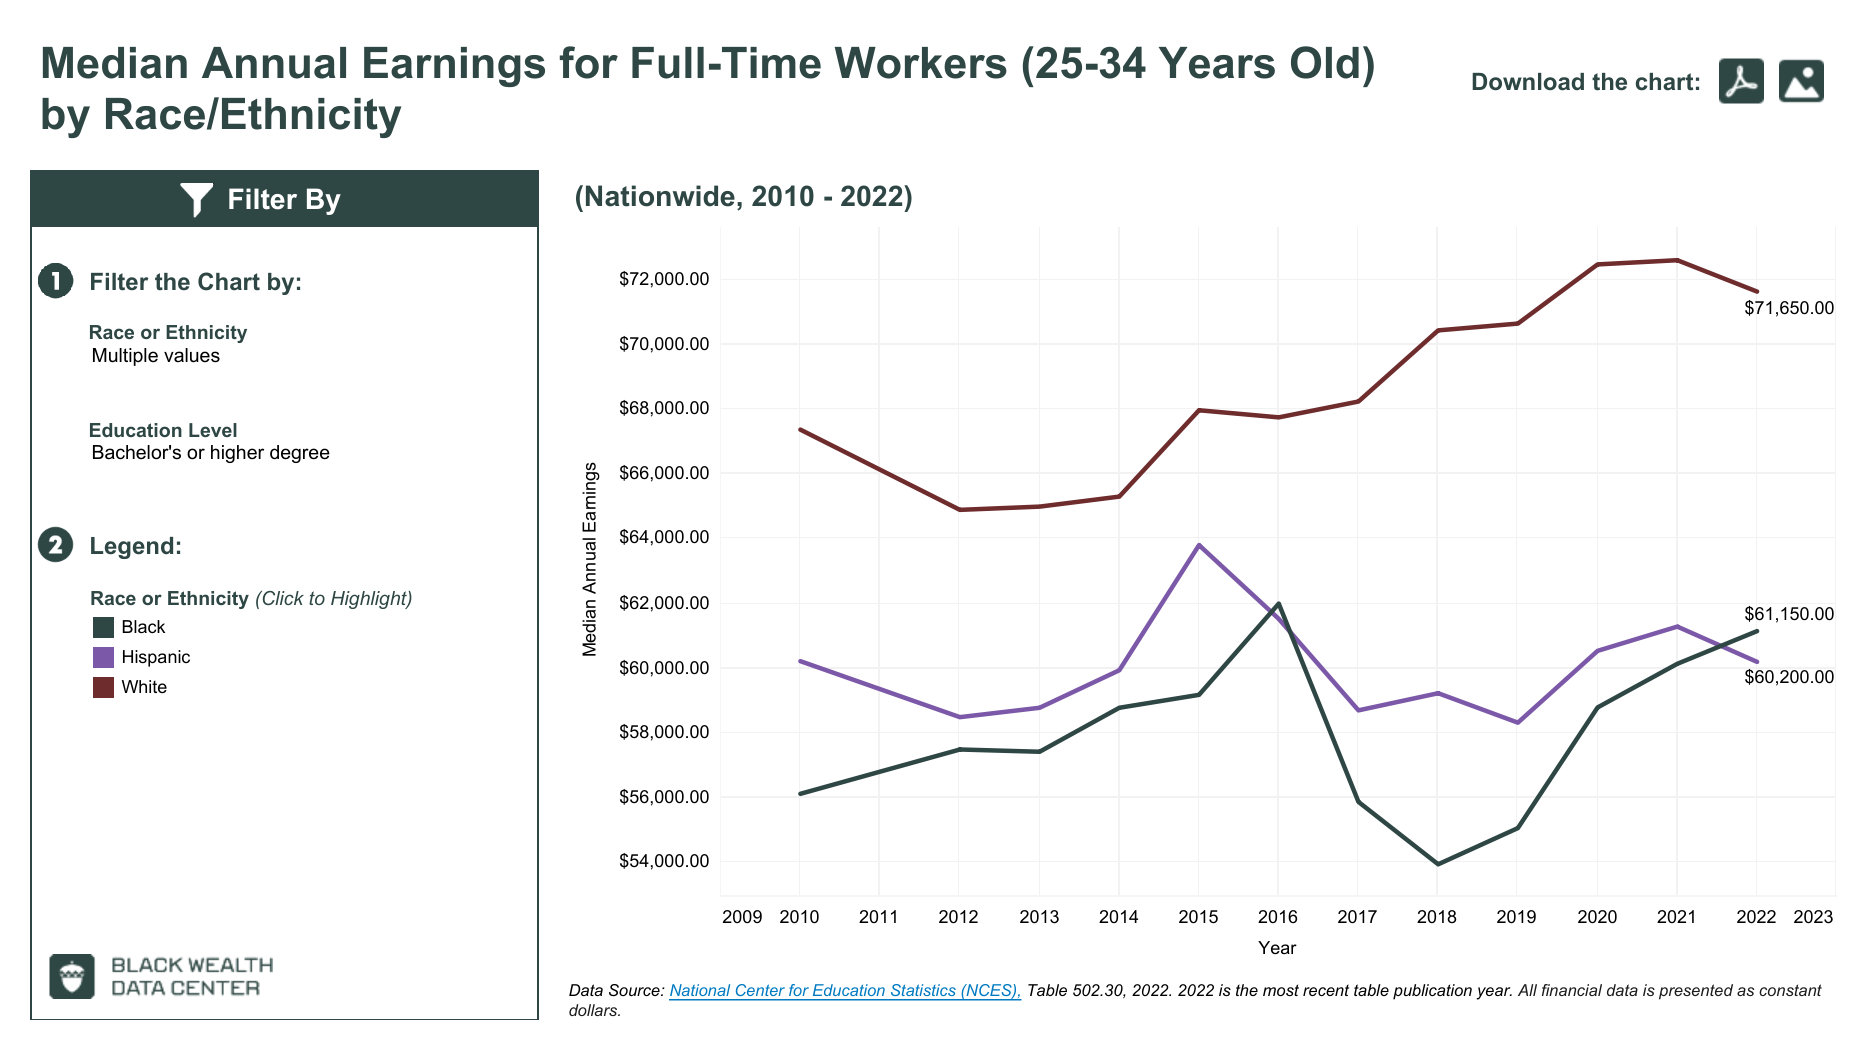 Median Annual Earnings for Full-Time Workers (25-34 Years Old)
by Race/Ethnicity
Download the chart:
Filter By
1 Filter the Chart by:
Race or Ethnicity
Multiple values
Education Level
Bachelor's or higher degree
2 Legend:
Race or Ethnicity (Click to Highlight)
Black
Hispanic
White
BLACK WEALTH
DATA CENTER
(Nationwide, 2010 - 2022)
Median Annual Earnings
$72,000.00
$70,000.00
$68,000.00
$66,000.00
$64,000.00
$62,000.00
$60,000.00
$58,000.00
$56,000.00
$54,000.00
$71,650.00
$61,150.00
$60,200.00
2009 2010 2011 2012 2013 2014 2015 2016 2017 2018 2019 2020 2021 2022 2023
Year
Data Source: National Center for Education Statistics (NCES), Table 502.30, 2022. 2022 is the most recent table publication year. All financial data is presented as constant
dollars.